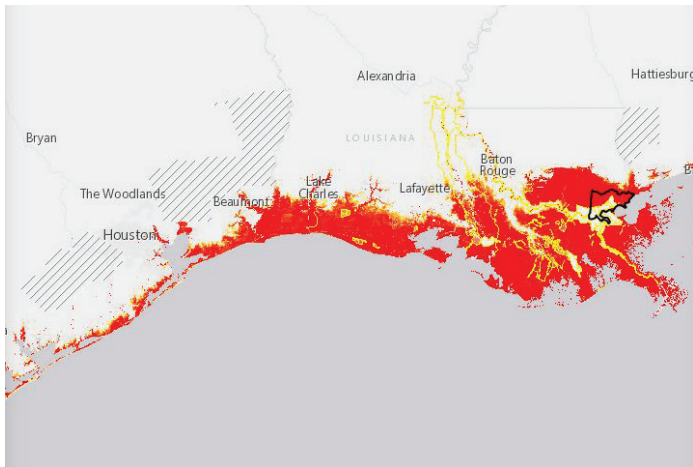 Alexandria
Hattiesburg
Bryan
LOUISIANA
Baton
Rouge
The Woodlands
Lake
Charles
Lafayette
Beaumont
Houston